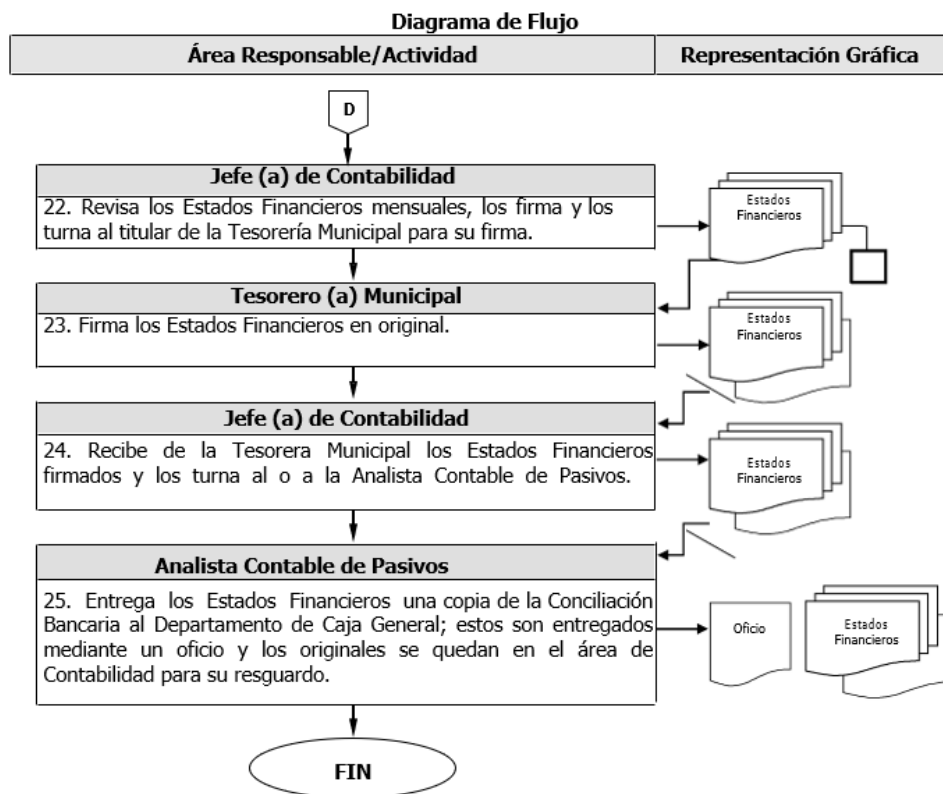 Diagrama de Flujo
Área Responsable/Actividad
Representación Gráfica
D
Jefe (a) de Contabilidad
22. Revisa los Estados Financieros mensuales, los firma y los
turna al titular de la Tesorería Municipal para su firma.
Estados
Financieros
Tesorero (a) Municipal
23. Firma los Estados Financieros en original.
Estados
Financieros
Jefe (a) de Contabilidad
24. Recibe de la Tesorera Municipal los Estados Financieros
firmados y los turna al o a la Analista Contable de Pasivos.
Estados
Financieros
Analista Contable de Pasivos
25. Entrega los Estados Financieros una copia de la Conciliación
Bancaria al Departamento de Caja General; estos son entregados
mediante un oficio y los originales se quedan en el área de
Contabilidad para su resguardo.
Oficio
Estados
Financieros
FIN